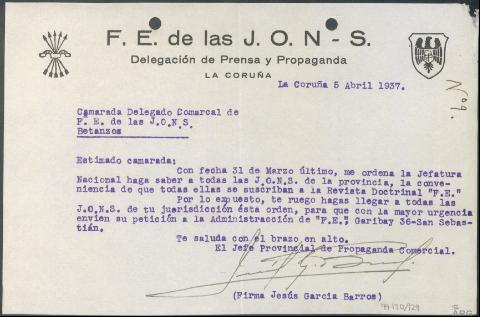 F. E. de las J. O. N - S.
Delegación de Prensa y Propaganda
LA CORUÑA
La Coruña 5 Abril 1937.
Nº 9.
Camarada Delegado Comarcal de
F. E. de las J.O.N.S.
Betanzos
Estimado camarada:
Con fecha 31 de Marzo último, me ordena la Jefatura
Nacional haga saber a todas las J.O.N.S. de la provincia, la conve-
niencia de que todas ellas se suscriban a la Revista Doctrinal "F.E."
Por lo expuesto, te ruego hagas llegar a todas las
J.O.N.S. de tu jurisdicción ésta orden, para que con la mayor urgencia
envien su petición a la Administración de "F.E", Garibay 36-San Sebas-
tián.
Te saluda con el brazo en alto.
El Jefe Provincial de Propaganda Comercial.
(Firma Jesús Garcia Barros)